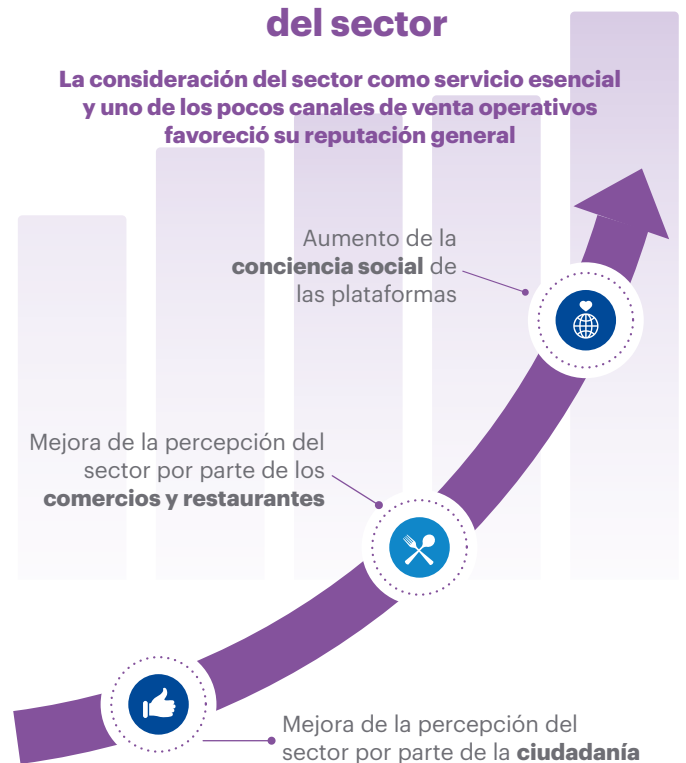 del sector
La consideración del sector como servicio esencial
y uno de los pocos canales de venta operativos
favoreció su reputación general
Aumento de la
conciencia social de
las plataformas
Mejora de la percepción del
sector por parte de los
comercios y restaurantes
Mejora de la percepción del
sector por parte de la ciudadanía